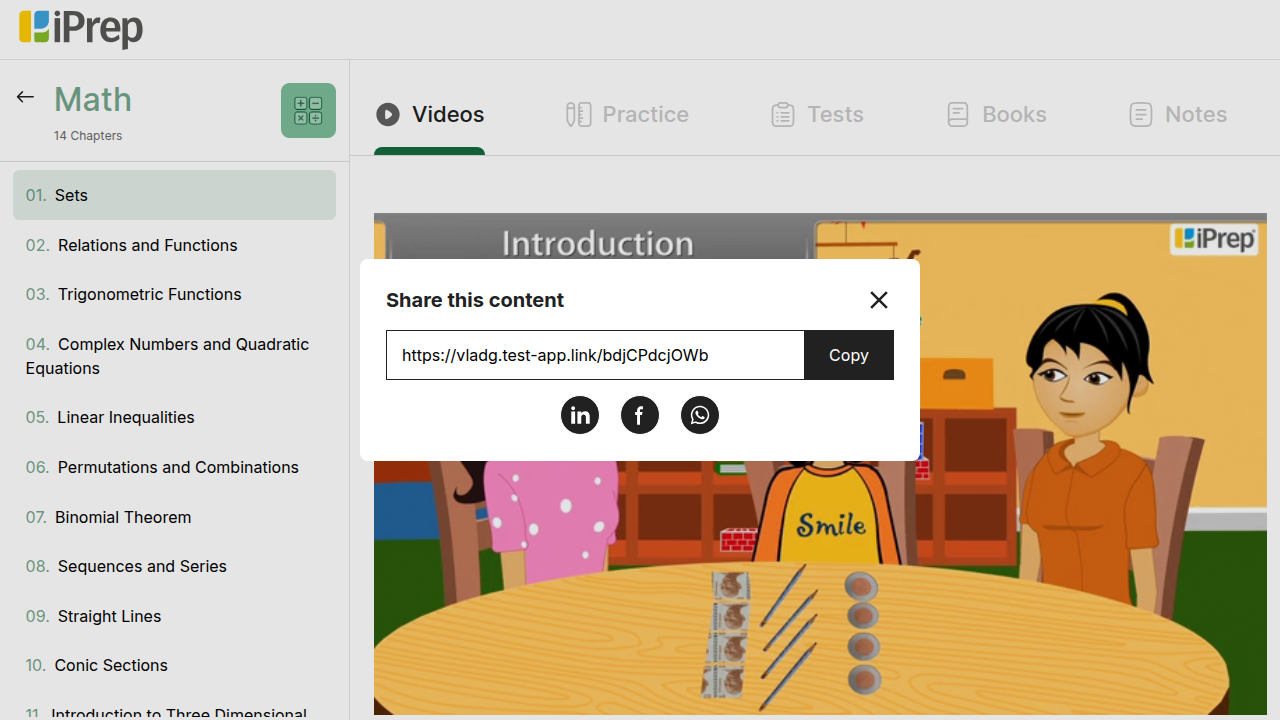 iPrep
Math
14 Chapters
Videos
Practice
Tests
Books
Notes
01. Sets
02. Relations and Functions
03. Trigonometric Functions
04. Complex Numbers and Quadratic
Equations
05. Linear Inequalities
06. Permutations and Combinations
07. Binomial Theorem
08. Sequences and Series
09. Straight Lines
10. Conic Sections
11. Introduction to Three Dimensional
Introduction
iPrep
Share this content
https://vladg.test-app.link/bdjCPdcjOWb
Copy
in
f
Smile